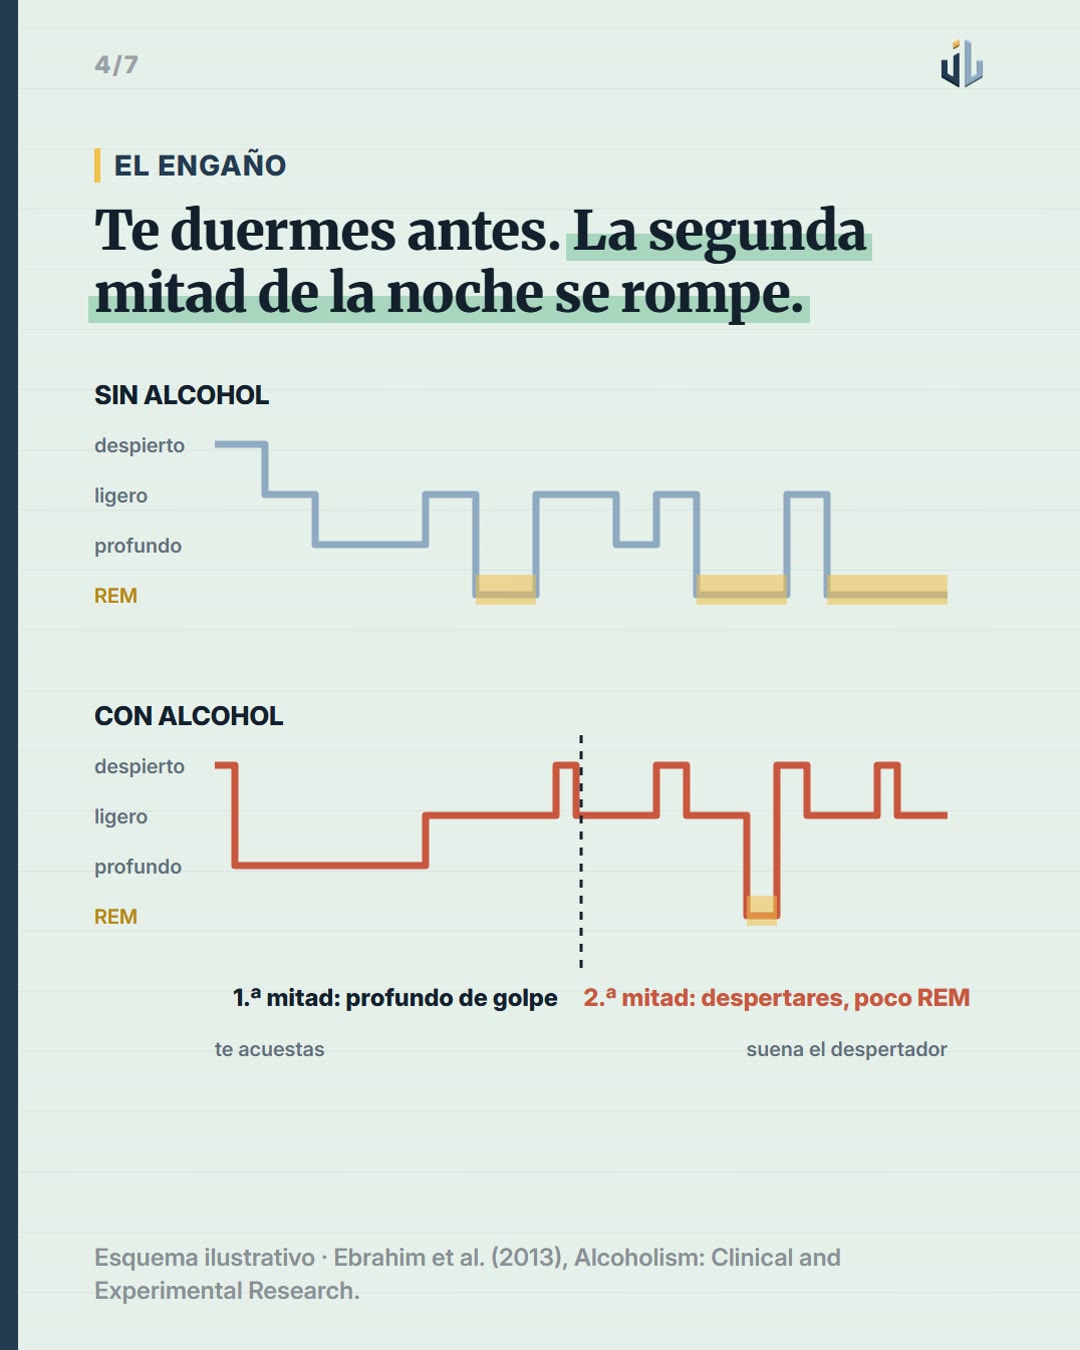 4/7
EL ENGAÑO
Te duermes antes. La segunda
mitad de la noche se rompe.
SIN ALCOHOL
despierto
ligero
profundo
REM
CON ALCOHOL
despierto
ligero
profundo
REM
1.ª mitad: profundo de golpe
2.ª mitad: despertares, poco REM
te acuestas
suena el despertador
Esquema ilustrativo · Ebrahim et al. (2013), Alcoholism: Clinical and
Experimental Research.